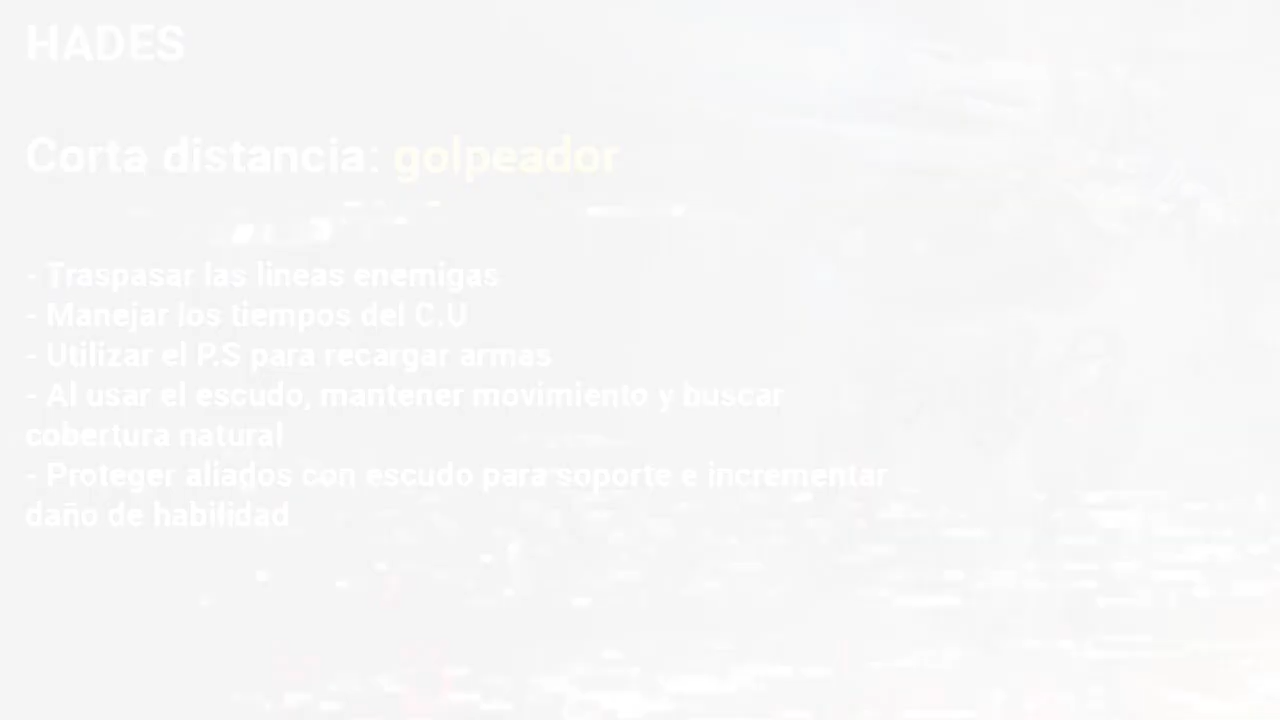 HADES
Corta distancia: golpeador
- Traspasar las lineas enemigas
- Manejar los tiempos del C.U
- Utilizar el P.S para recargar armas
- Al usar el escudo, mantener movimiento y buscar
cobertura natural
- Proteger aliados con escudo para soporte e incrementar
daño de habilidad